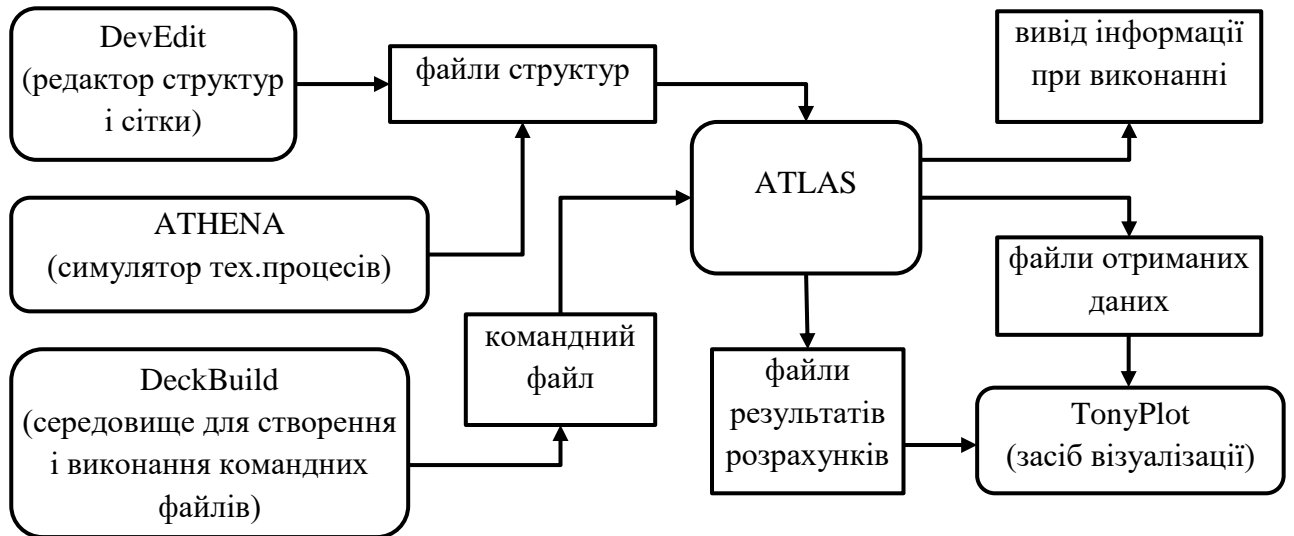 DevEdit
(редактор структур
і сітки)
файли структур
вивід інформації
при виконанні
ATLAS
ATHENA
(симулятор тех.процесів)
файли отриманих
даних
командний
файл
файли
результатів
розрахунків
DeckBuild
(середовище для створення
і виконання командних
файлів)
TonyPlot
(засіб візуалізації)